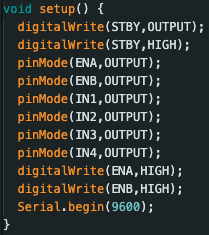 void setup() {
  digitalWrite(STBY,OUTPUT);
  digitalWrite(STBY,HIGH);
  pinMode(ENA,OUTPUT);
  pinMode(ENB,OUTPUT);
  pinMode(IN1,OUTPUT);
  pinMode(IN2,OUTPUT);
  pinMode(IN3,OUTPUT);
  pinMode(IN4,OUTPUT);
  digitalWrite(ENA,HIGH);
  digitalWrite(ENB,HIGH);
  Serial.begin(9600);
}